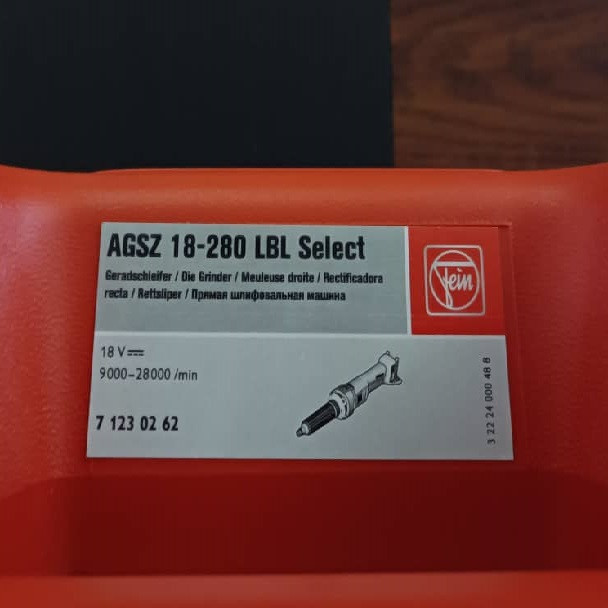 AGSZ 18-280 LBL Select
Geradschleifer / Die Grinder / Meuleuse droite / Rectificadora
recta / Rettsliper / Прямая шлифовальная машина
Fein
18 V⎓
9000–28000 /min
7 123 02 62
3 22 24 000 48 8